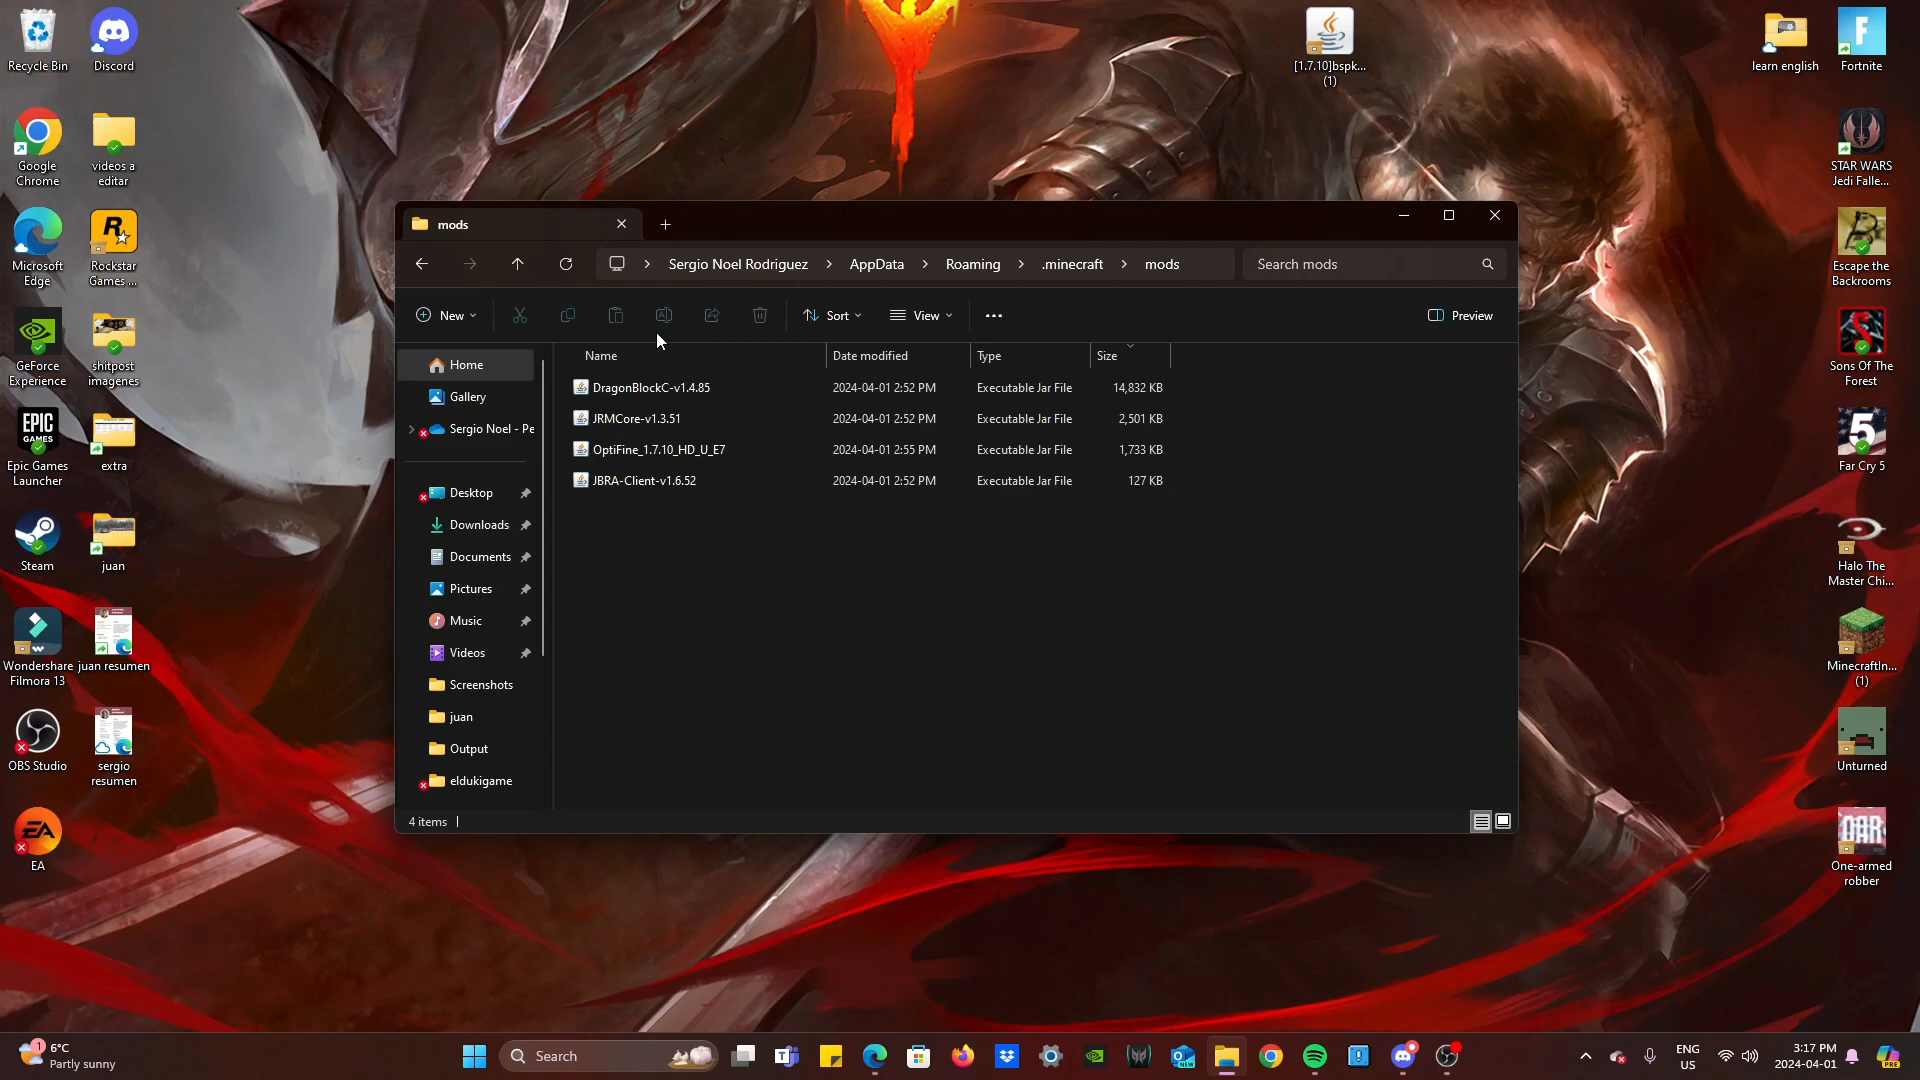 Recycle Bin
Discord
[1.7.10]bspk...
(1)
learn english
Fortnite
Google
Chrome
videos a
editar
STAR WARS
Jedi Falle...
Microsoft
Edge
Rockstar
Games ...
Escape the
Backrooms
GeForce
Experience
shitpost
imagenes
Sons Of The
Forest
EPIC
GAMES
Epic Games
Launcher
extra
Far Cry 5
Steam
juan
Halo The
Master Chi...
Wondershare
Filmora 13
juan resumen
MinecraftIn...
(1)
OBS Studio
sergio
resumen
Unturned
EA
EA
OAR
One-armed
robber
mods
Sergio Noel Rodriguez
AppData
Roaming
.minecraft
mods
Search mods
New
Sort
View
Preview
Home
Gallery
Sergio Noel - Pe
Desktop
Downloads
Documents
Pictures
Music
Videos
Screenshots
juan
Output
eldukigame
Name Date modified Type Size
DragonBlockC-v1.4.85 2024-04-01 2:52 PM Executable Jar File 14,832 KB
JRMCore-v1.3.51 2024-04-01 2:52 PM Executable Jar File 2,501 KB
OptiFine_1.7.10_HD_U_E7 2024-04-01 2:55 PM Executable Jar File 1,733 KB
JBRA-Client-v1.6.52 2024-04-01 2:52 PM Executable Jar File 127 KB
4 items
1
6°C
Partly sunny
Search
ENG
US
3:17 PM
2024-04-01